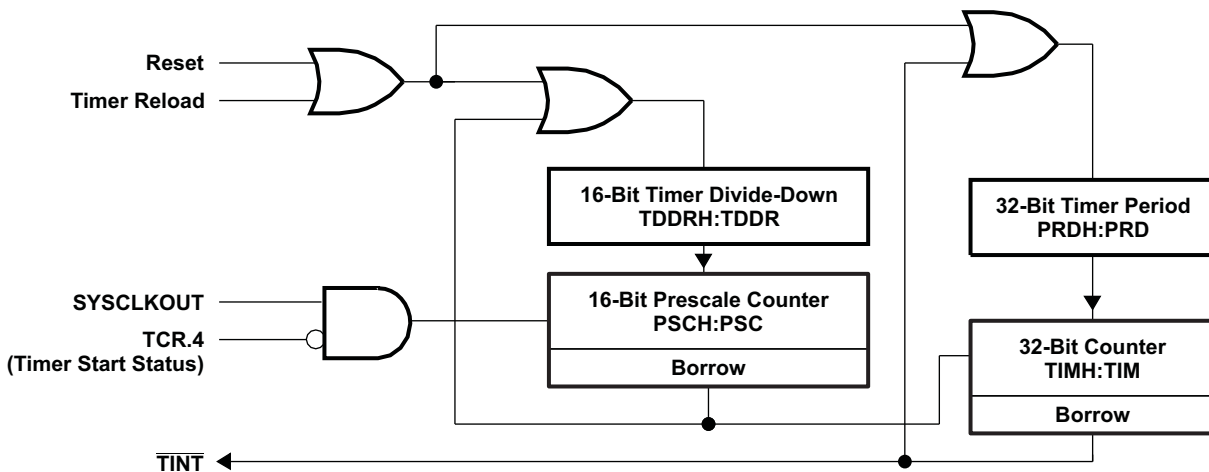 Reset
Timer Reload
16-Bit Timer Divide-Down
TDDRH:TDDR
32-Bit Timer Period
PRDH:PRD
SYSCLKOUT
TCR.4
(Timer Start Status)
16-Bit Prescale Counter
PSCH:PSC
Borrow
32-Bit Counter
TIMH:TIM
Borrow
TINT